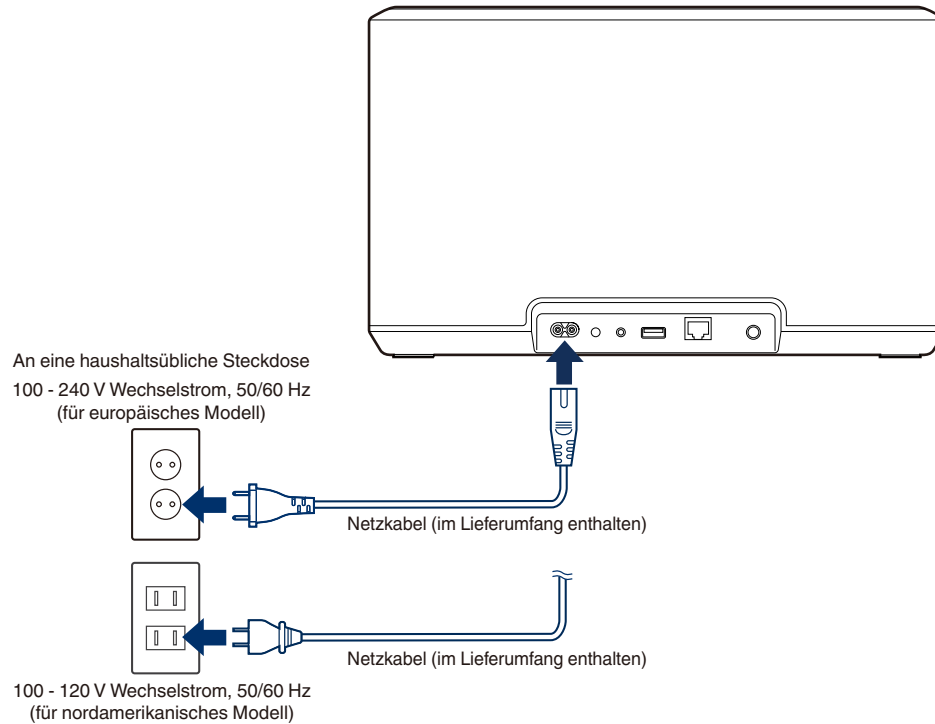 An eine haushaltsübliche Steckdose
100 - 240 V Wechselstrom, 50/60 Hz
(für europäisches Modell)
Netzkabel (im Lieferumfang enthalten)
Netzkabel (im Lieferumfang enthalten)
100 - 120 V Wechselstrom, 50/60 Hz
(für nordamerikanisches Modell)